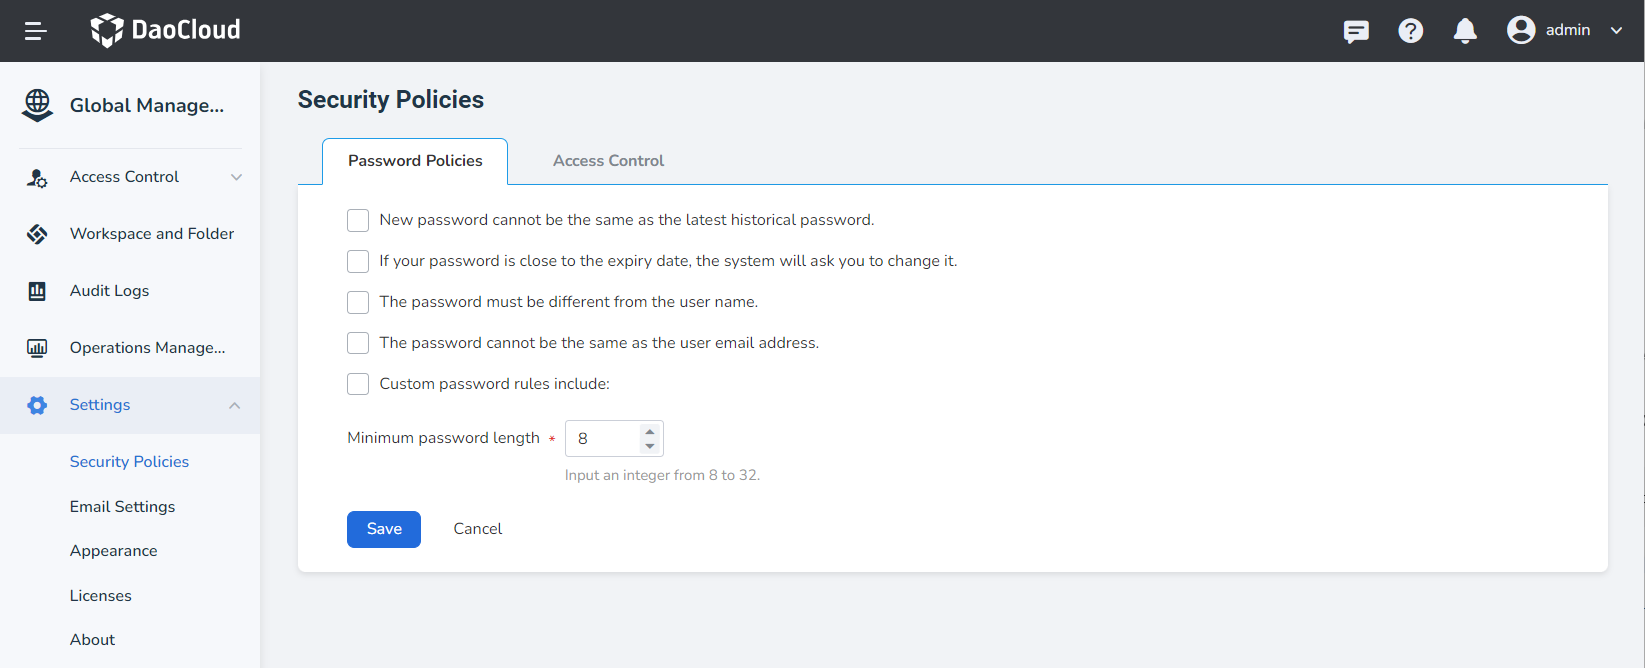 DaoCloud
admin
Global Manage...
Access Control
Workspace and Folder
Audit Logs
Operations Manage...
Settings
Security Policies
Email Settings
Appearance
Licenses
About
Security Policies
Password Policies
Access Control
New password cannot be the same as the latest historical password.
If your password is close to the expiry date, the system will ask you to change it.
The password must be different from the user name.
The password cannot be the same as the user email address.
Custom password rules include:
Minimum password length * 8
Input an integer from 8 to 32.
Save Cancel